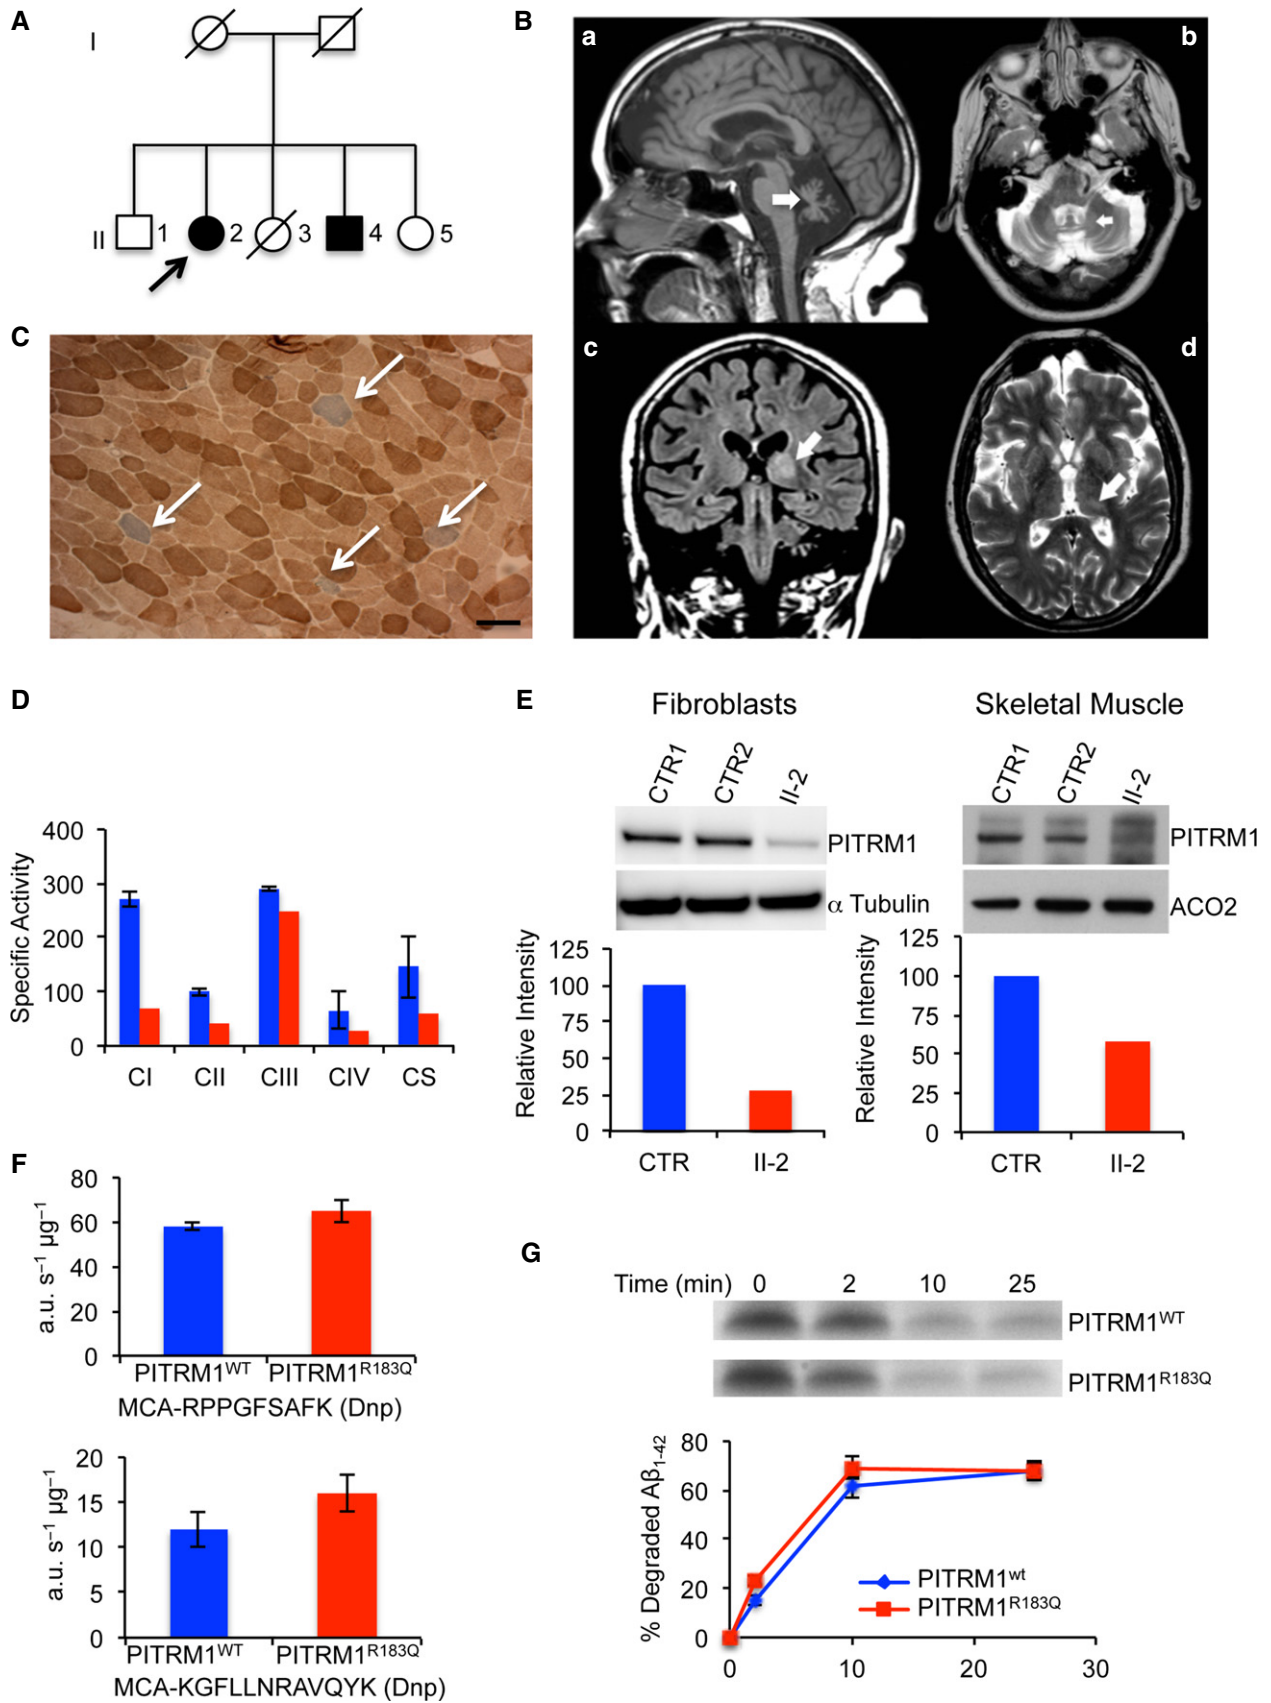 A
I
II
1
2
3
4
5
B
a
b
c
d
C
D
Specific Activity
400
300
200
100
0
CI CII CIII CIV CS
E
Fibroblasts
CTR1 CTR2 II-2
PITRM1
α Tubulin
Relative Intensity
125
100
75
50
25
0
CTR II-2
Skeletal Muscle
CTR1 CTR2 II-2
PITRM1
ACO2
Relative Intensity
125
100
75
50
25
0
CTR II-2
F
a.u. s⁻¹ µg⁻¹
80
60
40
20
0
PITRM1ᵂᵀ PITRM1ᴿ¹⁸³Q
MCA-RPPGFSAFK (Dnp)
a.u. s⁻¹ µg⁻¹
20
15
10
5
0
PITRM1ᵂᵀ PITRM1ᴿ¹⁸³Q
MCA-KGFLLNRAVQYK (Dnp)
G
Time (min) 0 2 10 25
PITRM1ᵂᵀ
PITRM1ᴿ¹⁸³Q
% Degraded Aβ₁₋₄₂
80
60
40
20
0
PITRM1ʷᵗ
PITRM1ᴿ¹⁸³Q
0 10 20 30